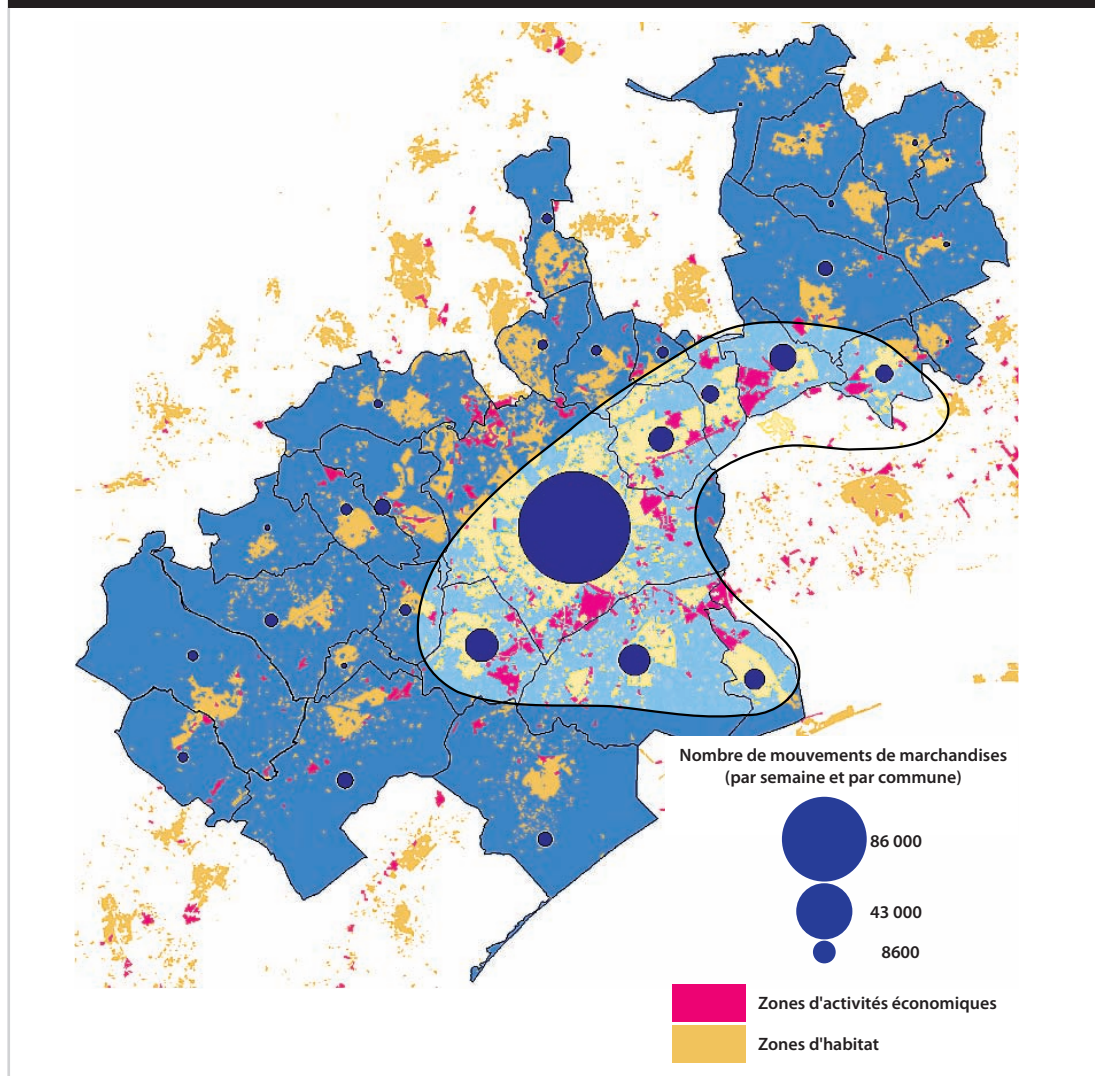 Nombre de mouvements de marchandises
(par semaine et par commune)
86 000
43 000
8600
Zones d'activités économiques
Zones d'habitat